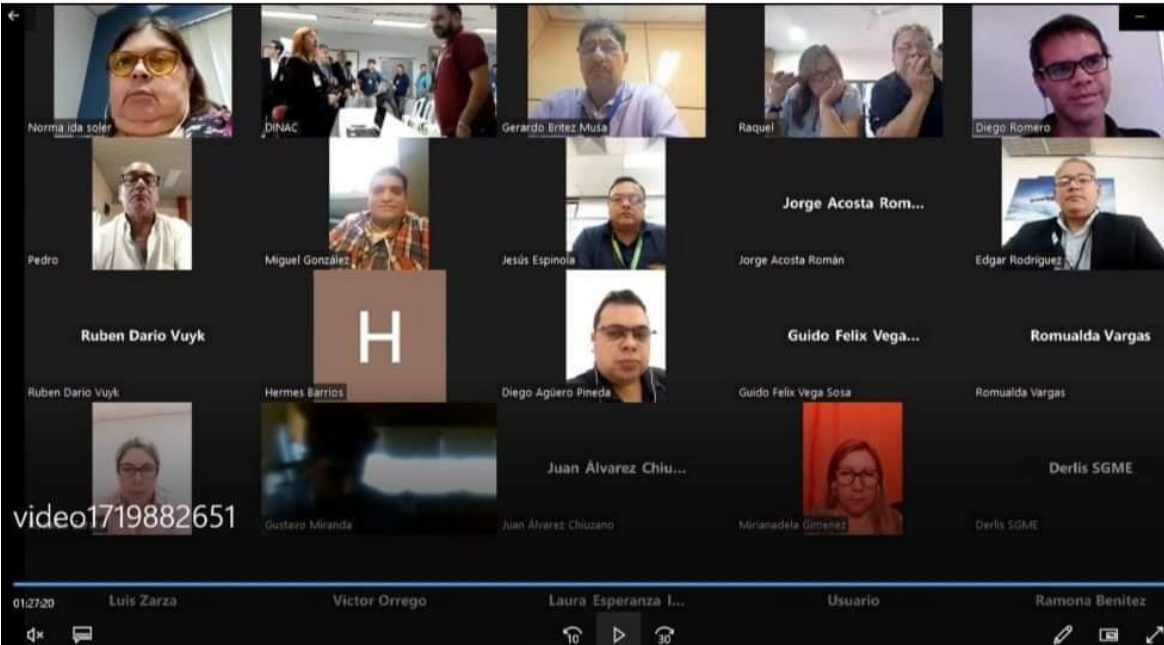 Norma ida soler
DINAC
Gerardo Britez Musa
Raquel
Diego Romero
Jorge Acosta Rom...
Pedro
Miguel González
Jesús Espinola
Jorge Acosta Román
Edgar Rodríguez
Ruben Dario Vuyk
H
Guido Felix Vega...
Romualda Vargas
Ruben Dario Vuyk
Hermes Barrios
Diego Agüero Pineda
Guido Felix Vega Sosa
Romualda Vargas
Juan Álvarez Chiu...
Derlis SGME
video1719882651
Gustavo Miranda
Juan Álvarez Chiuzano
Mirianadela Gimenez
Derlis SGME
01:27:20
Luis Zarza
Victor Orrego
Laura Esperanza I...
Usuario
Ramona Benitez
10
30